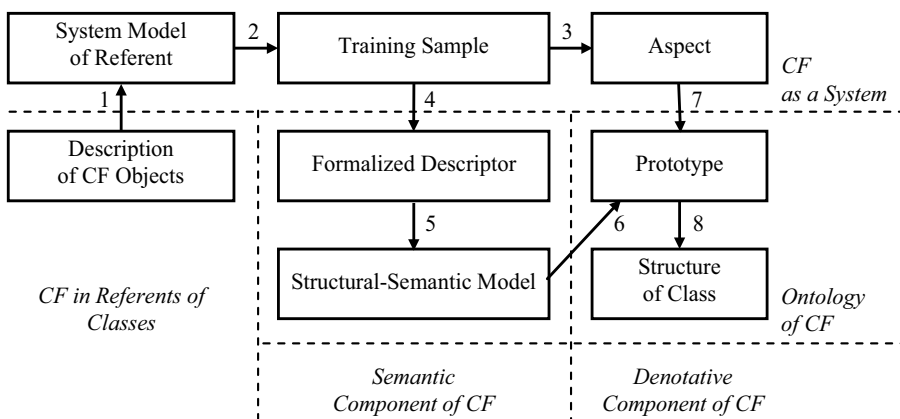 System Model
of Referent
2
Training Sample
3
Aspect
CF
as a System
1
4
7
Description
of CF Objects
Formalized Descriptor
Prototype
5
6
8
Structural-Semantic Model
Structure
of Class
CF in Referents of
Classes
Ontology
of CF
Semantic
Component of CF
Denotative
Component of CF